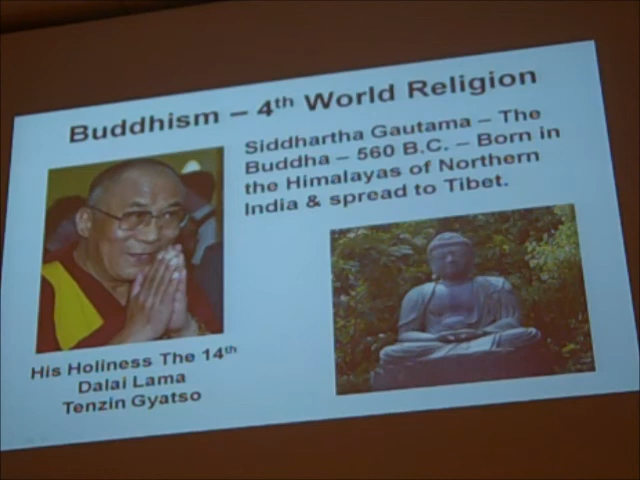 Buddhism – 4th World Religion
Siddhartha Gautama – The
Buddha – 560 B.C. – Born in
the Himalayas of Northern
India & spread to Tibet.
His Holiness The 14th
Dalai Lama
Tenzin Gyatso